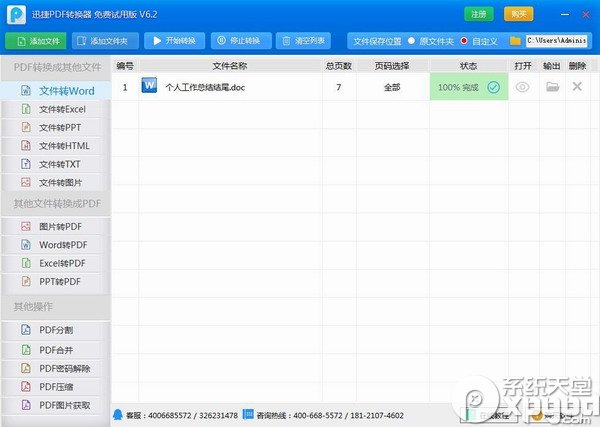 迅捷PDF转换器 免费试用版 V6.2
注册 购买
添加文件 添加文件夹 开始转换 停止转换 清空列表 文件保存位置 原文件夹 自定义 C:\Users\Adminis
PDF转换成其他文件
文件转Word
文件转Excel
文件转PPT
文件转HTML
文件转TXT
文件转图片
其他文件转换成PDF
图片转PDF
Word转PDF
Excel转PDF
PPT转PDF
其他操作
PDF分割
PDF合并
PDF密码解除
PDF压缩
PDF图片获取
编号 文件名称 总页数 页码选择 状态 打开 输出 删除
1 个人工作总结结尾.doc 7 全部 100% 完成
客服：4006685572 / 326231478 咨询热线：400-668-5572 / 181-2107-4602 在线教程
系统天堂